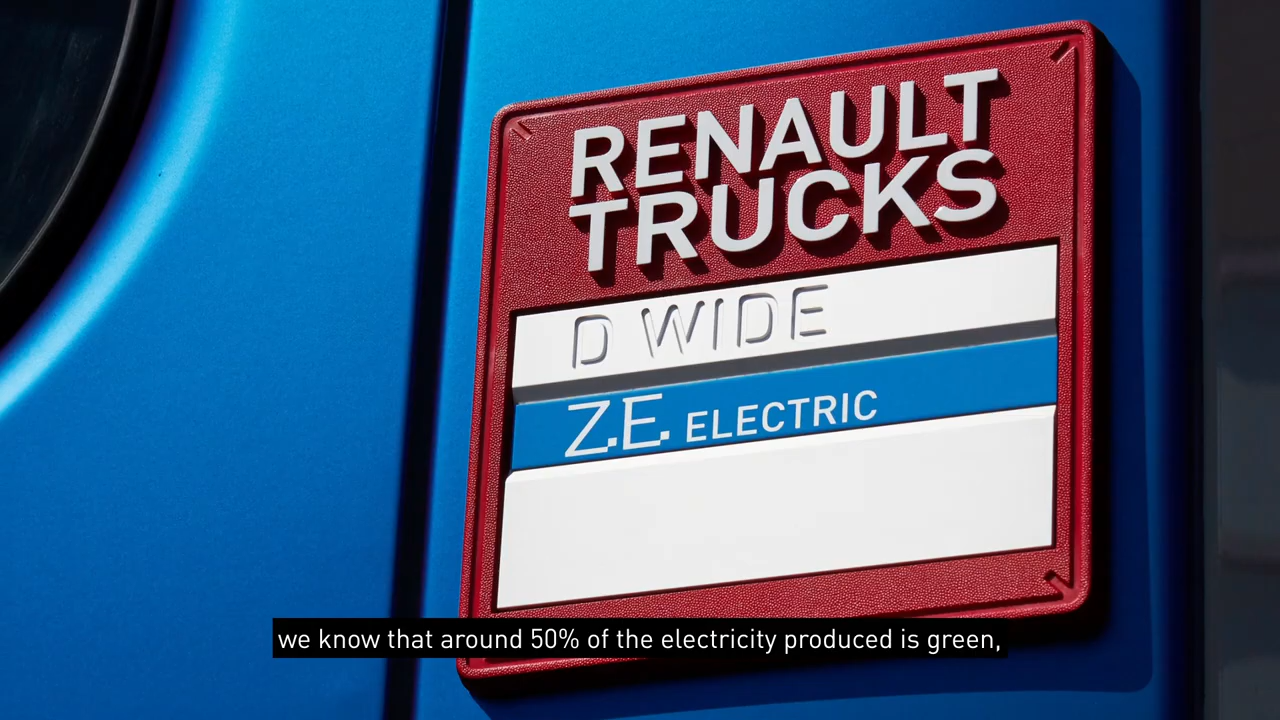 RENAULT
TRUCKS
D WIDE
Z.E. ELECTRIC
we know that around 50% of the electricity produced is green,